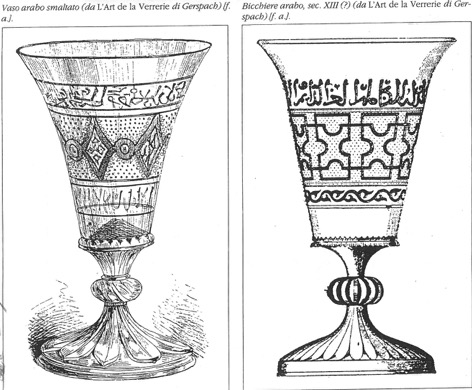 Vaso arabo smaltato (da L'Art de la Verrerie di Gerspach) [f.
a.].
Bicchiere arabo, sec. XIII (?) (da L'Art de la Verrerie di Ger-
spach) [f. a.].